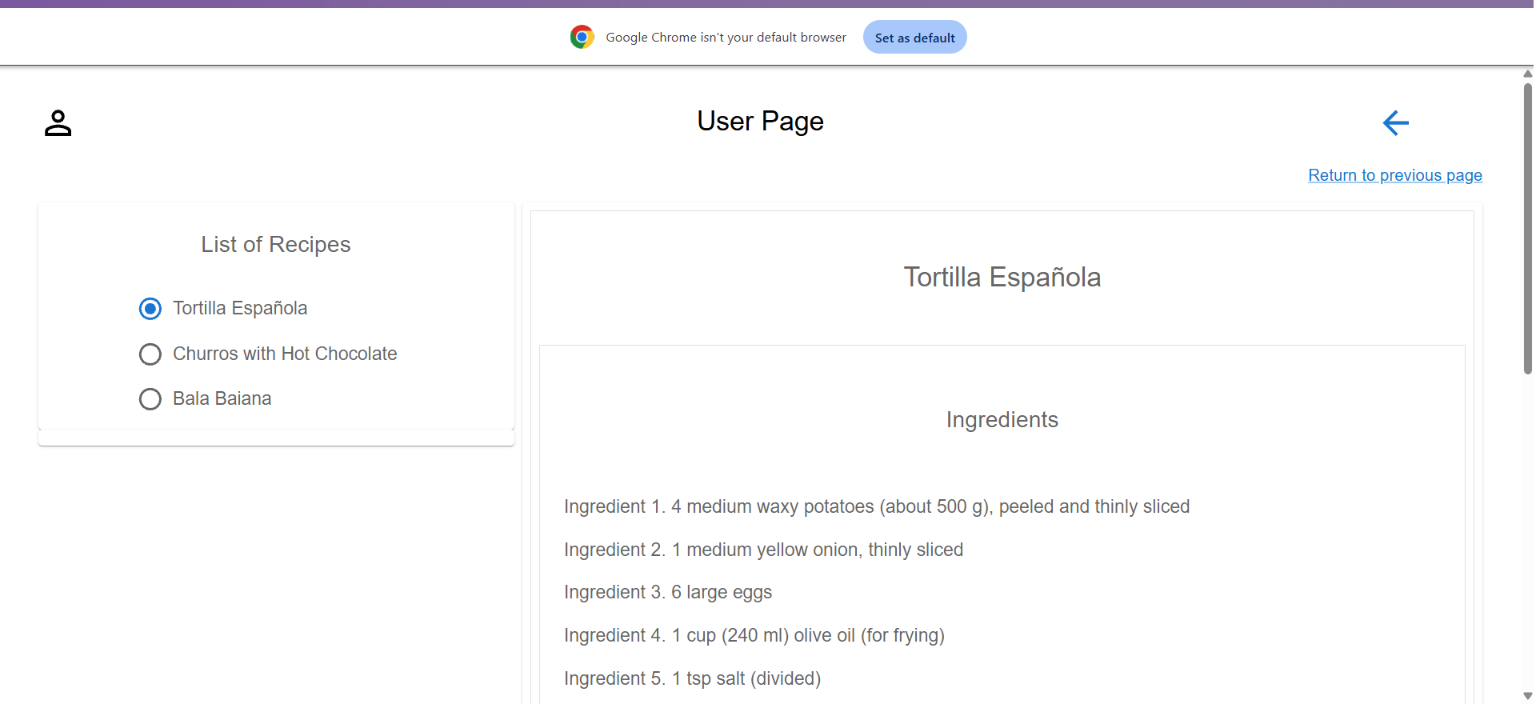 Google Chrome isn't your default browser
Set as default
User Page
Return to previous page
List of Recipes
Tortilla Española
Churros with Hot Chocolate
Bala Baiana
Tortilla Española
Ingredients
Ingredient 1. 4 medium waxy potatoes (about 500 g), peeled and thinly sliced
Ingredient 2. 1 medium yellow onion, thinly sliced
Ingredient 3. 6 large eggs
Ingredient 4. 1 cup (240 ml) olive oil (for frying)
Ingredient 5. 1 tsp salt (divided)